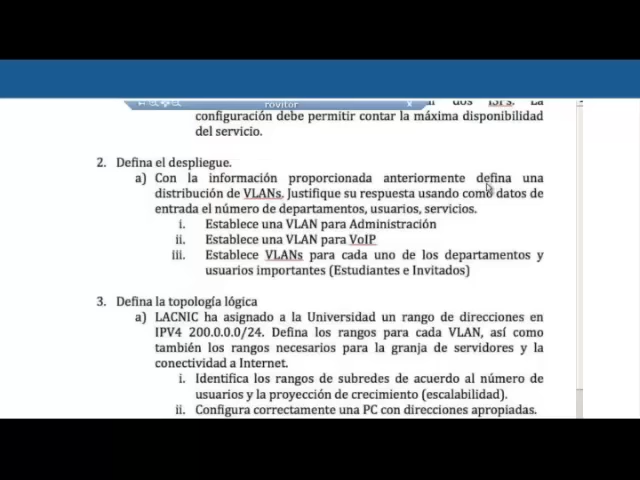 rovitor x
dos ISPs. La
configuración debe permitir contar la máxima disponibilidad
del servicio.
2. Defina el despliegue.
a) Con la información proporcionada anteriormente defina una
distribución de VLANs. Justifique su respuesta usando como datos de
entrada el número de departamentos, usuarios, servicios.
i. Establece una VLAN para Administración
ii. Establece una VLAN para VoIP
iii. Establece VLANs para cada uno de los departamentos y
usuarios importantes (Estudiantes e Invitados)
3. Defina la topología lógica
a) LACNIC ha asignado a la Universidad un rango de direcciones en
IPV4 200.0.0.0/24. Defina los rangos para cada VLAN, así como
también los rangos necesarios para la granja de servidores y la
conectividad a Internet.
i. Identifica los rangos de subredes de acuerdo al número de
usuarios y la proyección de crecimiento (escalabilidad).
ii. Configura correctamente una PC con direcciones apropiadas.